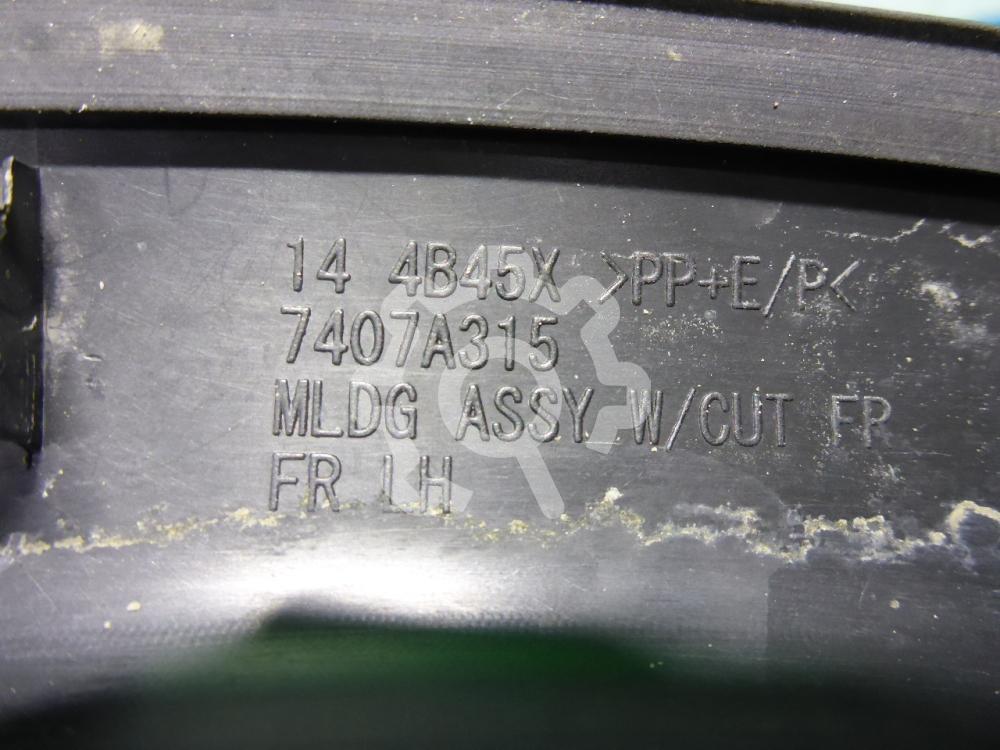 14 4B45X >PP+E/P<
7407A315
MLDG ASSY W/CUT FR
FR LH